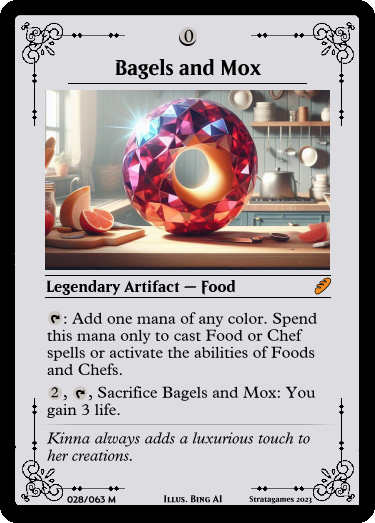 0
Bagels and Mox
Legendary Artifact — Food
: Add one mana of any color. Spend
this mana only to cast Food or Chef
spells or activate the abilities of Foods
and Chefs.
2, , Sacrifice Bagels and Mox: You
gain 3 life.
Kinna always adds a luxurious touch to
her creations.
028/063 M Illus. Bing AI Stratagames 2023